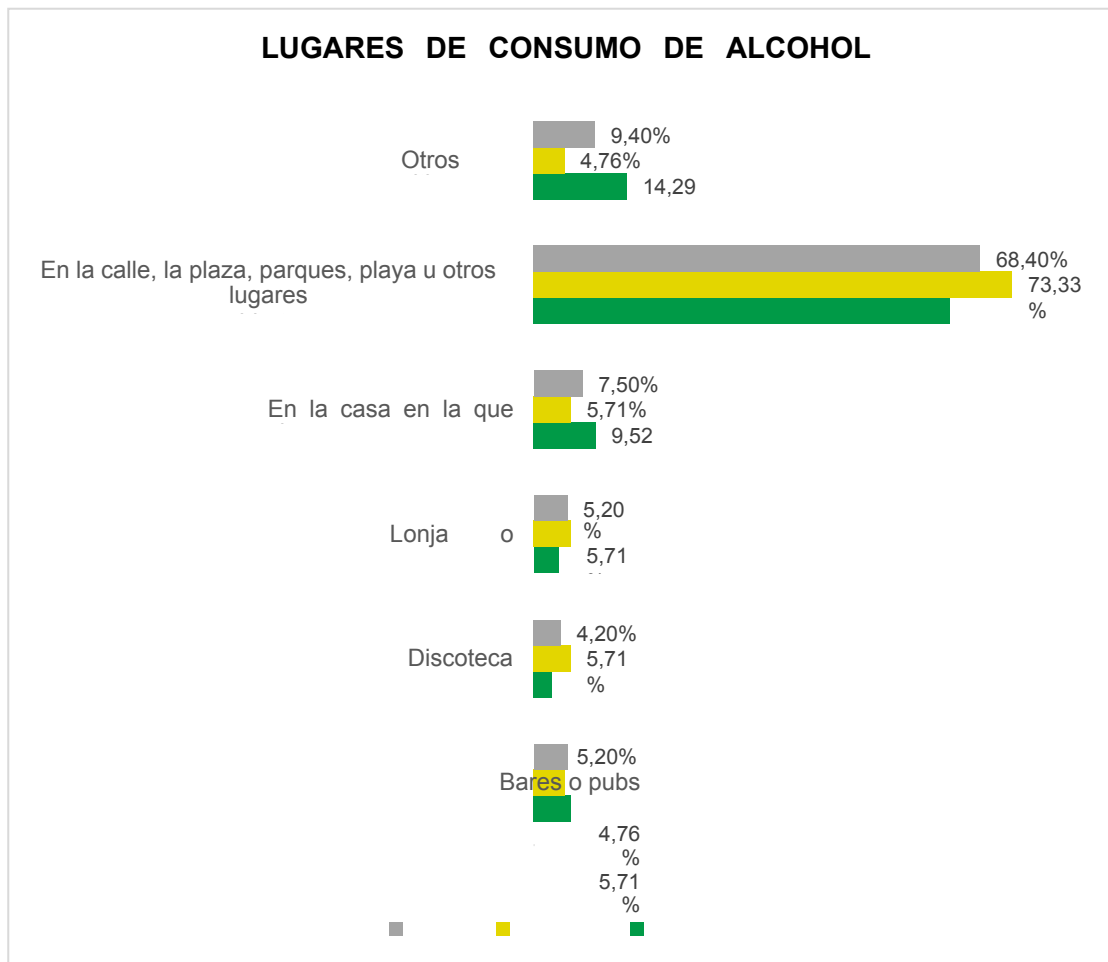 LUGARES DE CONSUMO DE ALCOHOL
9,40%
Otros
4,76%
14,29
68,40%
En la calle, la plaza, parques, playa u otros
lugares
73,33
%
7,50%
En la casa en la que
5,71%
9,52
5,20
%
Lonja o
5,71
4,20%
Discoteca
5,71
%
5,20%
Bares o pubs
4,76
%
5,71
%